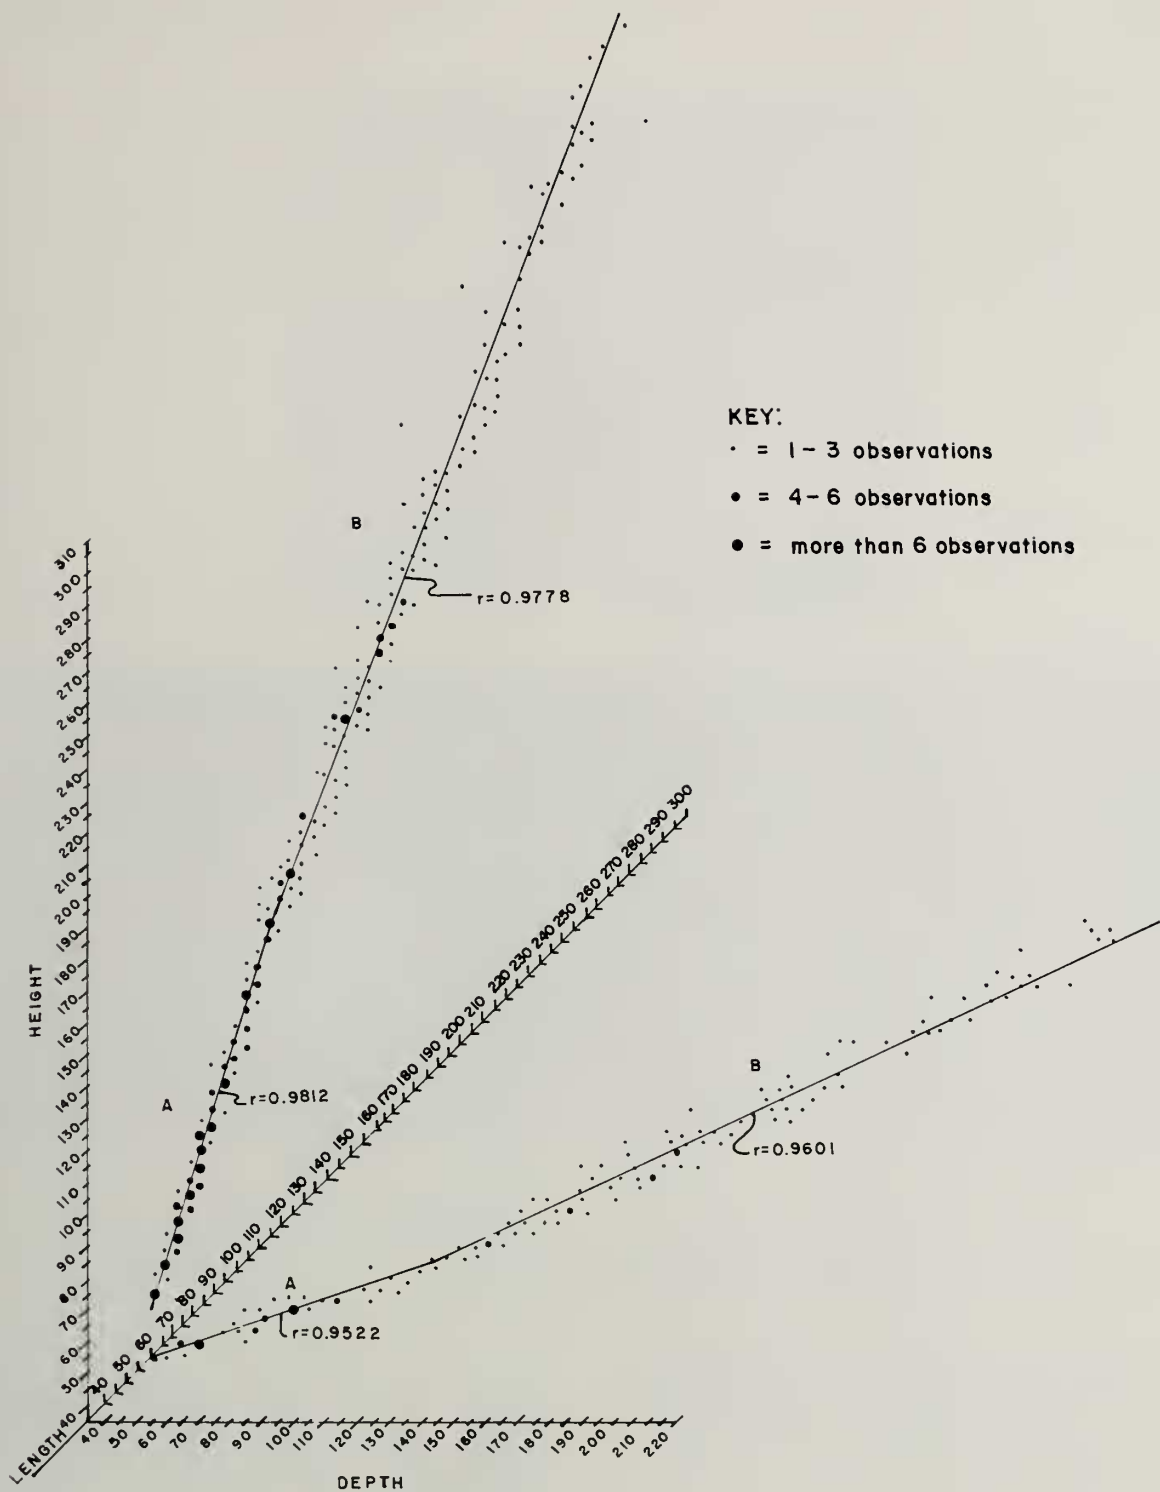 KEY:
· = 1-3 observations
• = 4-6 observations
● = more than 6 observations
B
r=0.9778
A
r=0.9812
B
r=0.9601
A
r=0.9522
HEIGHT
310
300
290
280
270
260
250
240
230
220
210
200
190
180
170
160
150
140
130
120
110
100
90
80
70
60
50
40
LENGTH
40 50 60 70 80 90 100 110 120 130 140 150 160 170 180 190 200 210 220 230 240 250 260 270 280 290 300
40 50 60 70 80 90 100 110 120 130 140 150 160 170 180 190 200 210 220
DEPTH